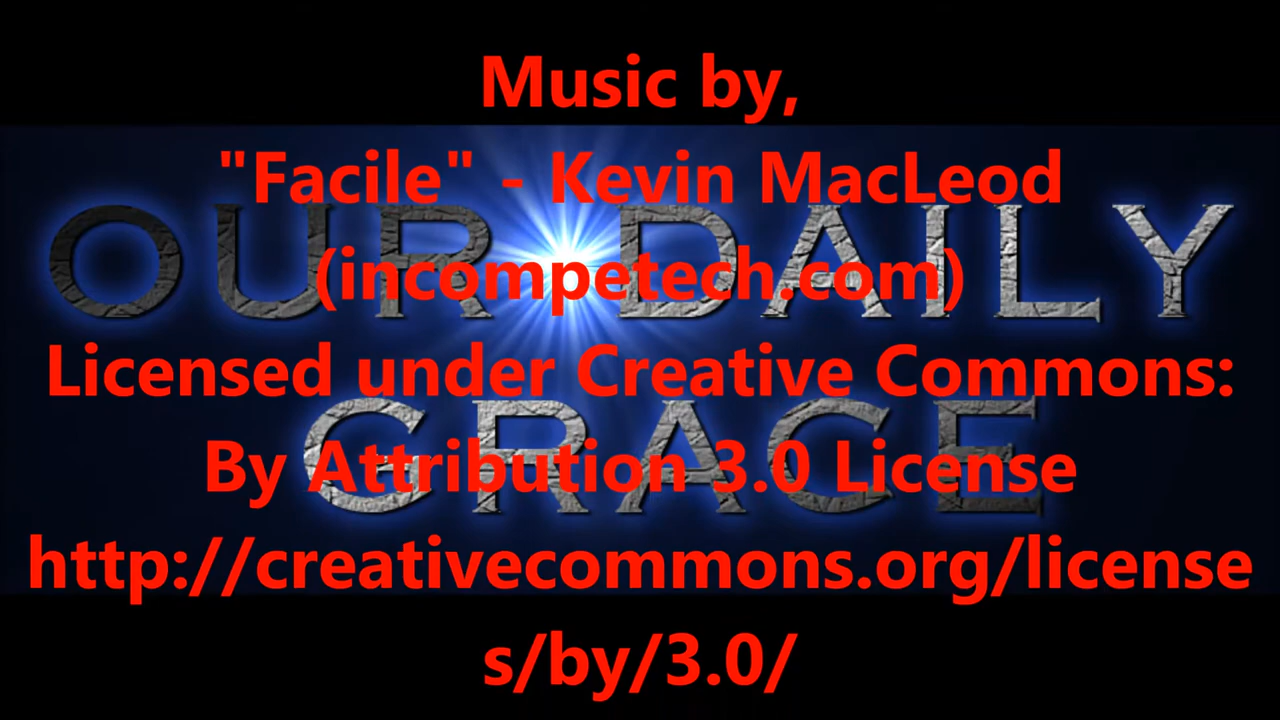 Music by,
"Facile" - Kevin MacLeod
OUR DAILY
(incompetech.com)
Licensed under Creative Commons:
GRACE
By Attribution 3.0 License
http://creativecommons.org/license
s/by/3.0/